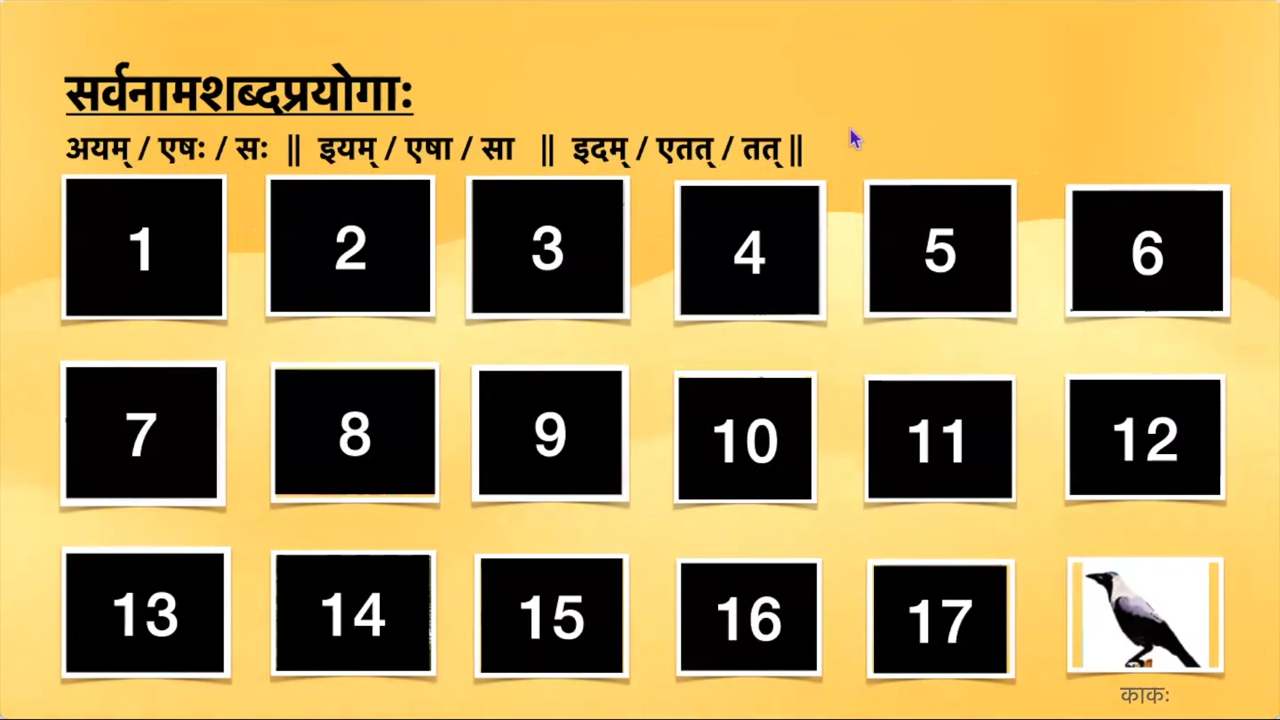 सर्वनामशब्दप्रयोगाः
अयम् / एषः / सः || इयम् / एषा / सा || इदम् / एतत् / तत् ||
1 2 3 4 5 6
7 8 9 10 11 12
13 14 15 16 17
काकः